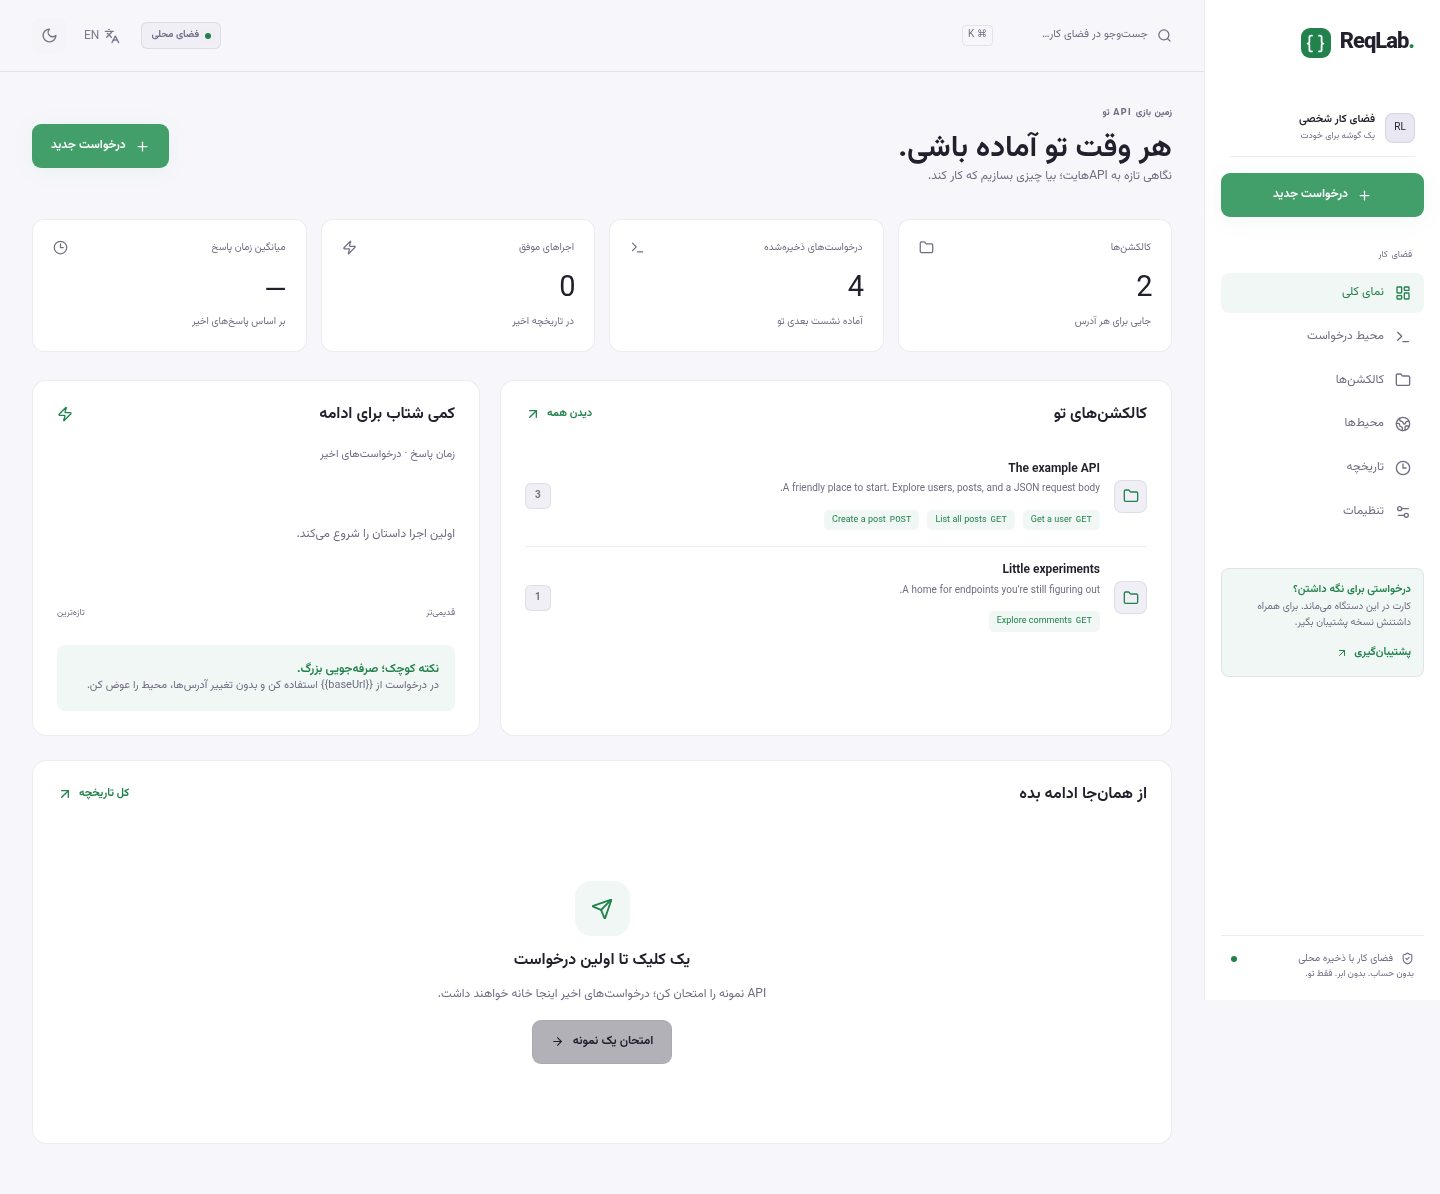 ReqLab.
RL
فضای کار شخصی
یک گوشه برای خودت
درخواست جدید
فضای کار
نمای کلی
محیط درخواست
کالکشن‌ها
محیط‌ها
تاریخچه
تنظیمات
درخواستی برای نگه داشتن؟
کارت در این دستگاه می‌ماند. برای همراه
داشتنش نسخه پشتیبان بگیر.
پشتیبان‌گیری
فضای کار با ذخیره محلی
بدون حساب. بدون ابر. فقط تو.
جست‌وجو در فضای کار...
⌘ K
فضای محلی
EN
زمین بازی API تو
هر وقت تو آماده باشی.
نگاهی تازه به APIهایت؛ بیا چیزی بسازیم که کار کند.
درخواست جدید
کالکشن‌ها
2
جایی برای هر آدرس
درخواست‌های ذخیره‌شده
4
آماده نشست بعدی تو
اجراهای موفق
0
در تاریخچه اخیر
میانگین زمان پاسخ
—
بر اساس پاسخ‌های اخیر
کالکشن‌های تو
دیدن همه
The example API
A friendly place to start. Explore users, posts, and a JSON request body.
GET Get a user
GET List all posts
POST Create a post
3
Little experiments
A home for endpoints you're still figuring out.
GET Explore comments
1
کمی شتاب برای ادامه
زمان پاسخ · درخواست‌های اخیر
اولین اجرا داستان را شروع می‌کند.
قدیمی‌تر
تازه‌ترین
نکته کوچک؛ صرفه‌جویی بزرگ.
در درخواست از {{baseUrl}} استفاده کن و بدون تغییر آدرس‌ها، محیط را عوض کن.
از همان‌جا ادامه بده
کل تاریخچه
یک کلیک تا اولین درخواست
API نمونه را امتحان کن؛ درخواست‌های اخیر اینجا خانه خواهند داشت.
امتحان یک نمونه